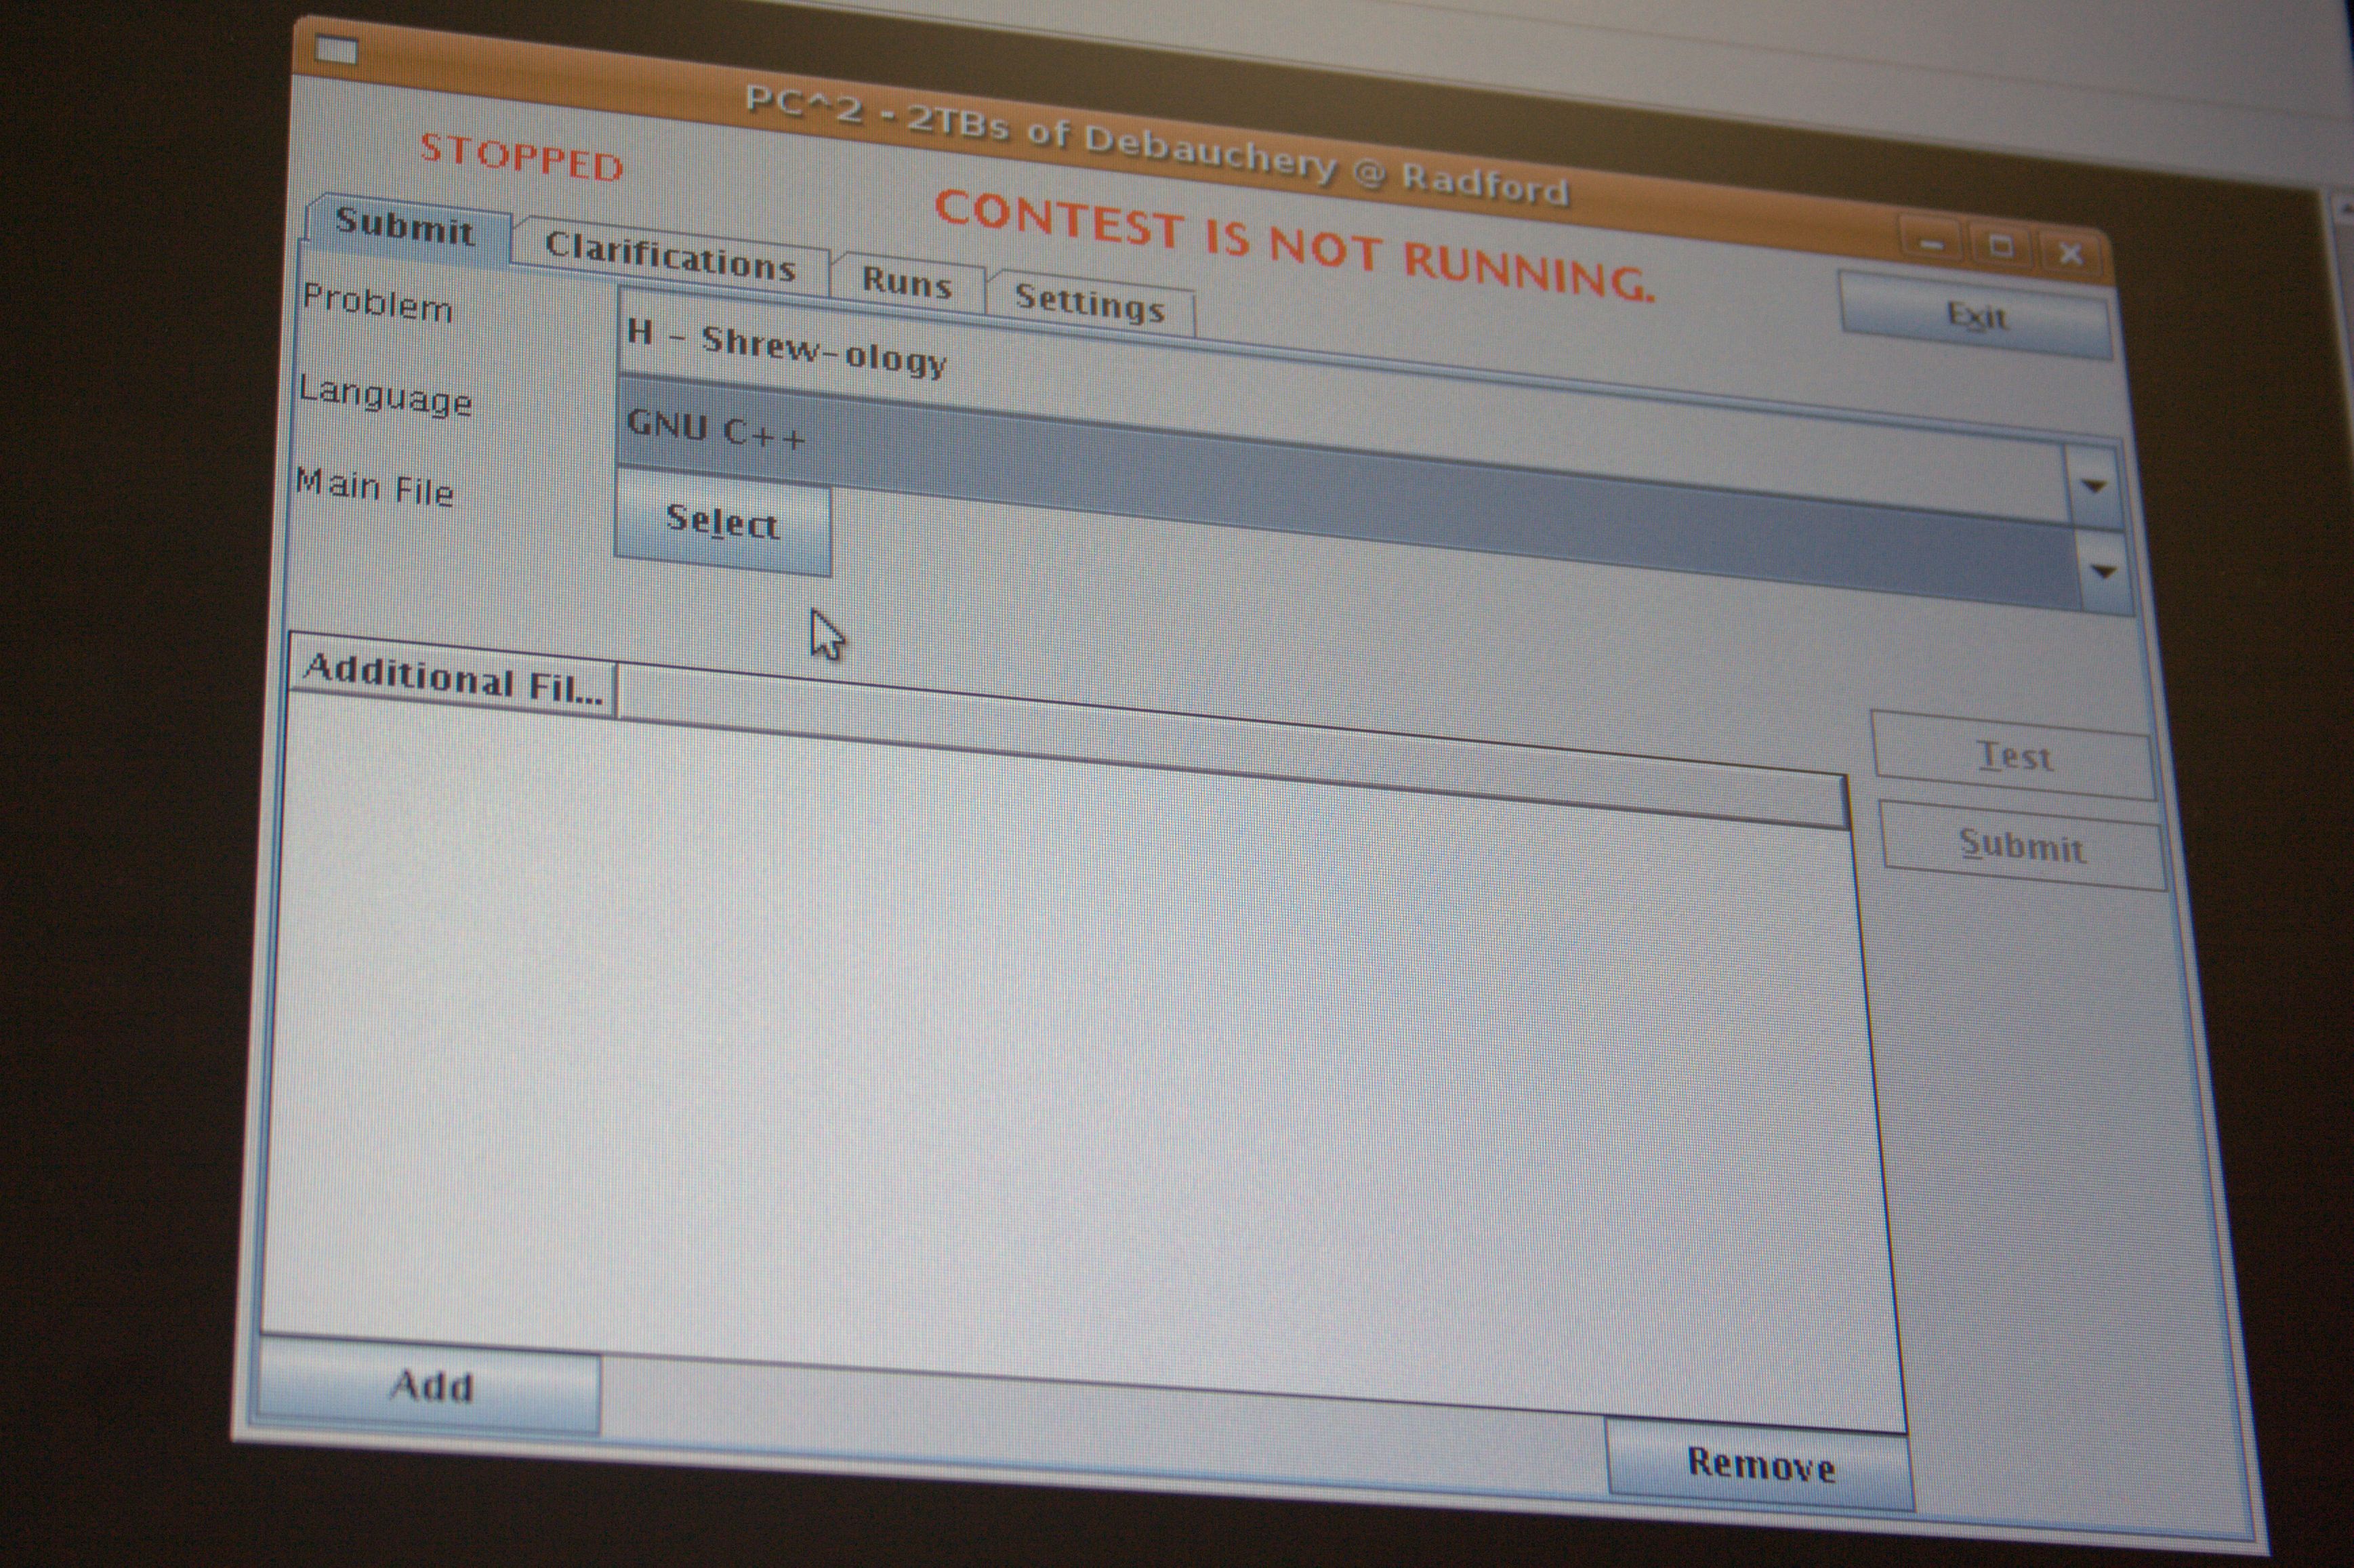 PC^2 - 2TBs of Debauchery @ Radford
STOPPED
CONTEST IS NOT RUNNING.
Exit
Submit Clarifications Runs Settings
Problem H - Shrew-ology
Language GNU C++
Main File Select
Additional Fil...
Test
Submit
Add Remove